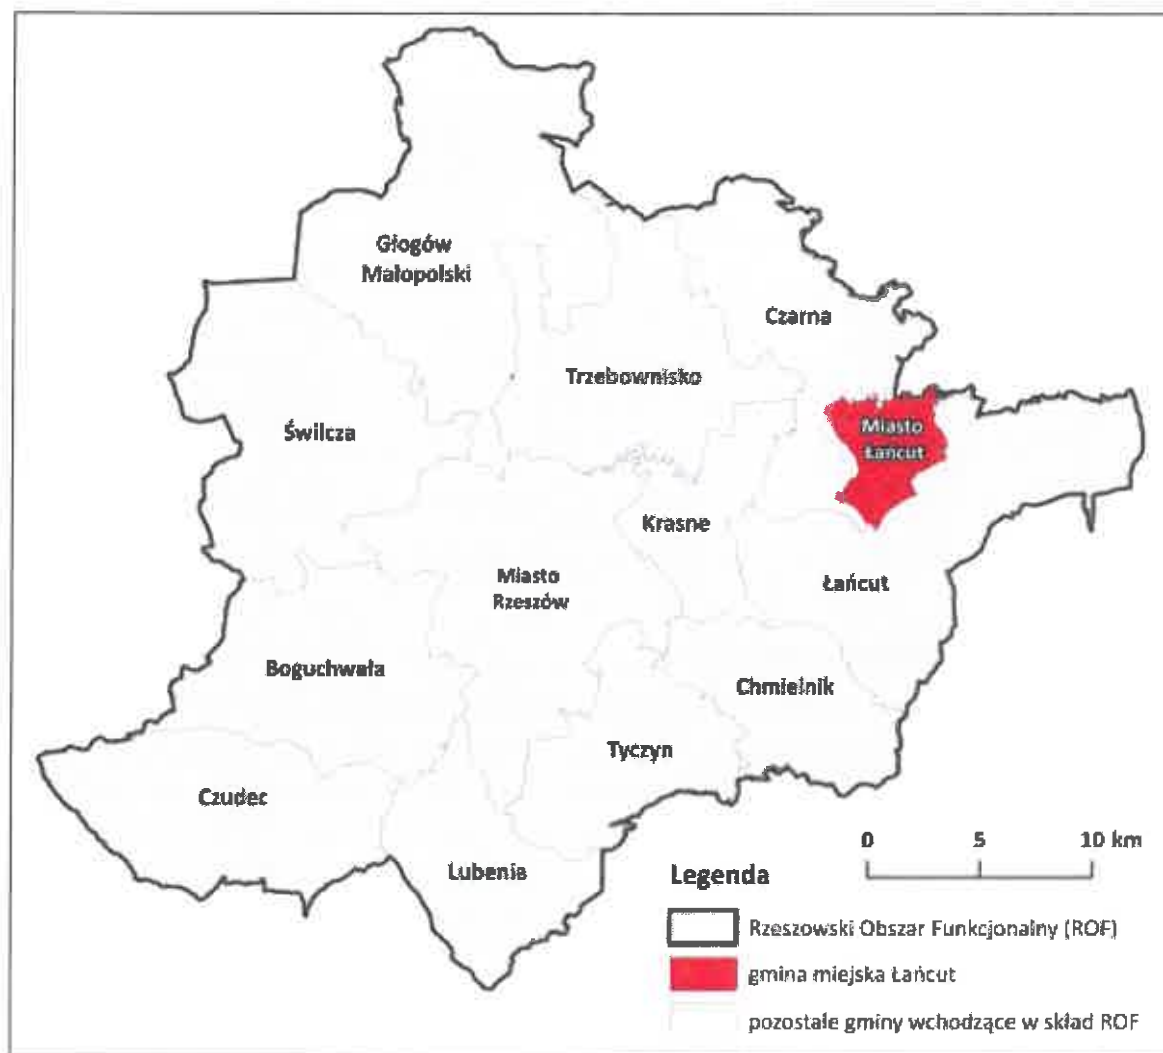 Głogów
Małopolski
Czarna
Trzebownisko
Miasto
Łańcut
Świlcza
Krasne
Miasto
Rzeszów
Łańcut
Boguchwała
Chmielnik
Tyczyn
Czudec
Lubenia
0 5 10 km
Legenda
Rzeszowski Obszar Funkcjonalny (ROF)
gmina miejska Łańcut
pozostałe gminy wchodzące w skład ROF